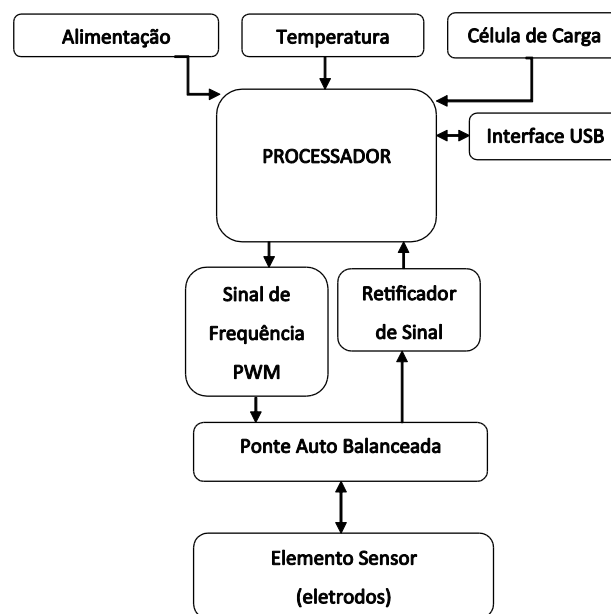 Alimentação
Temperatura
Célula de Carga
Interface USB
PROCESSADOR
Sinal de
Frequência
PWM
Retificador
de Sinal
Ponte Auto Balanceada
Elemento Sensor
(eletrodos)